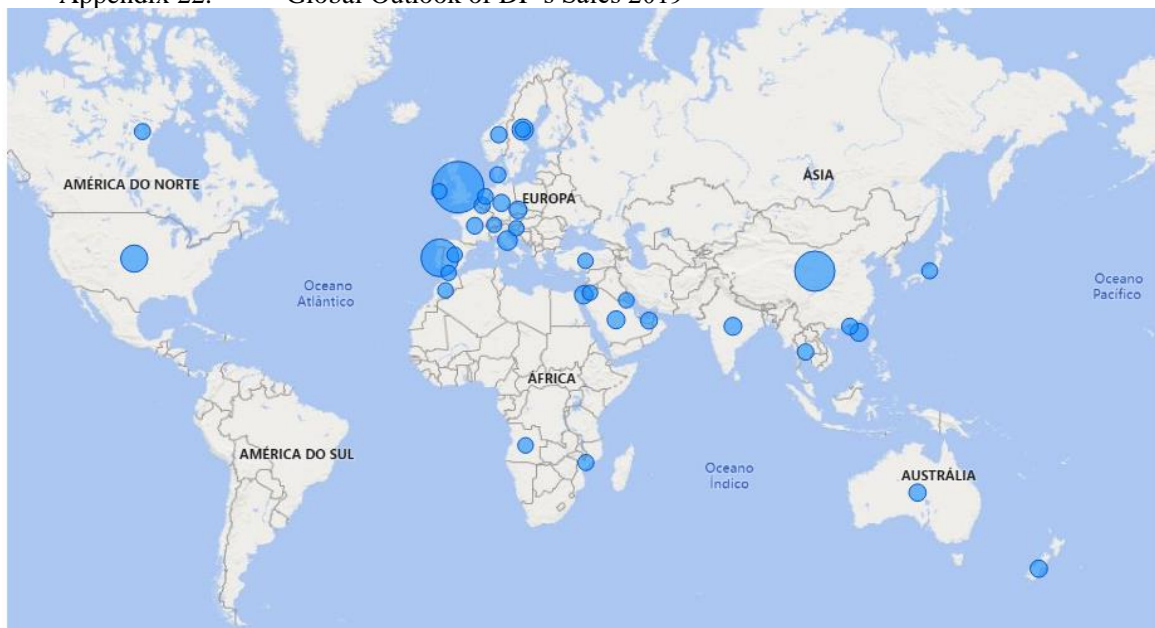 Appendix 22. Global Outlook of DP's Sales 2019
AMÉRICA DO NORTE
EUROPA
ÁSIA
Oceano
Atlântico
Oceano
Pacífico
ÁFRICA
AMÉRICA DO SUL
Oceano
Índico
AUSTRÁLIA